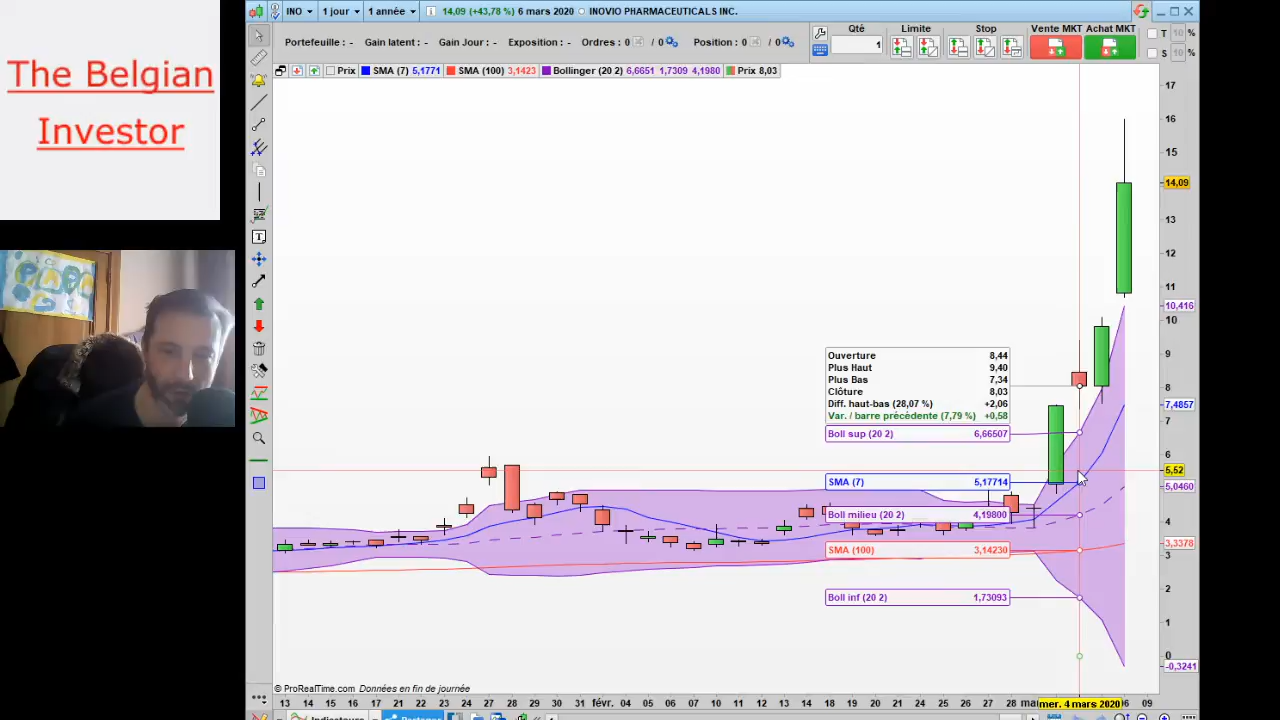 The Belgian
Investor
INO 1 jour 1 année 14,09 (+43,78 %) 6 mars 2020 INOVIO PHARMACEUTICALS INC.
Portefeuille : - Gain latent : - Gain Jour : - Exposition : - Ordres : 0 / 0 Position : 0 / 0
Qté Limite Stop Vente MKT Achat MKT
1
T 10 %
S 10 %
Prix SMA (7) 5,1771 SMA (100) 3,1423 Bollinger (20 2) 6,6651 1,7309 4,1980 Prix 8,03
17
16
15
14,09
13
12
11
10,416
10
9
8
7,4857
7
6
5,52
5,0460
4
3,3378
3
2
1
0
-0,3241
Ouverture 8,44
Plus Haut 9,40
Plus Bas 7,34
Clôture 8,03
Diff. haut-bas (28,07 %) +2,06
Var. / barre précédente (7,79 %) +0,58
Boll sup (20 2) 6,66507
SMA (7) 5,17714
Boll milieu (20 2) 4,19800
SMA (100) 3,14230
Boll inf (20 2) 1,73093
© ProRealTime.com Données en fin de journée
13 14 15 16 17 21 22 23 24 27 28 29 30 31 févr. 04 05 06 07 10 11 12 13 14 18 19 20 21 24 25 26 27 28 mer. 4 mars 2020 06 09